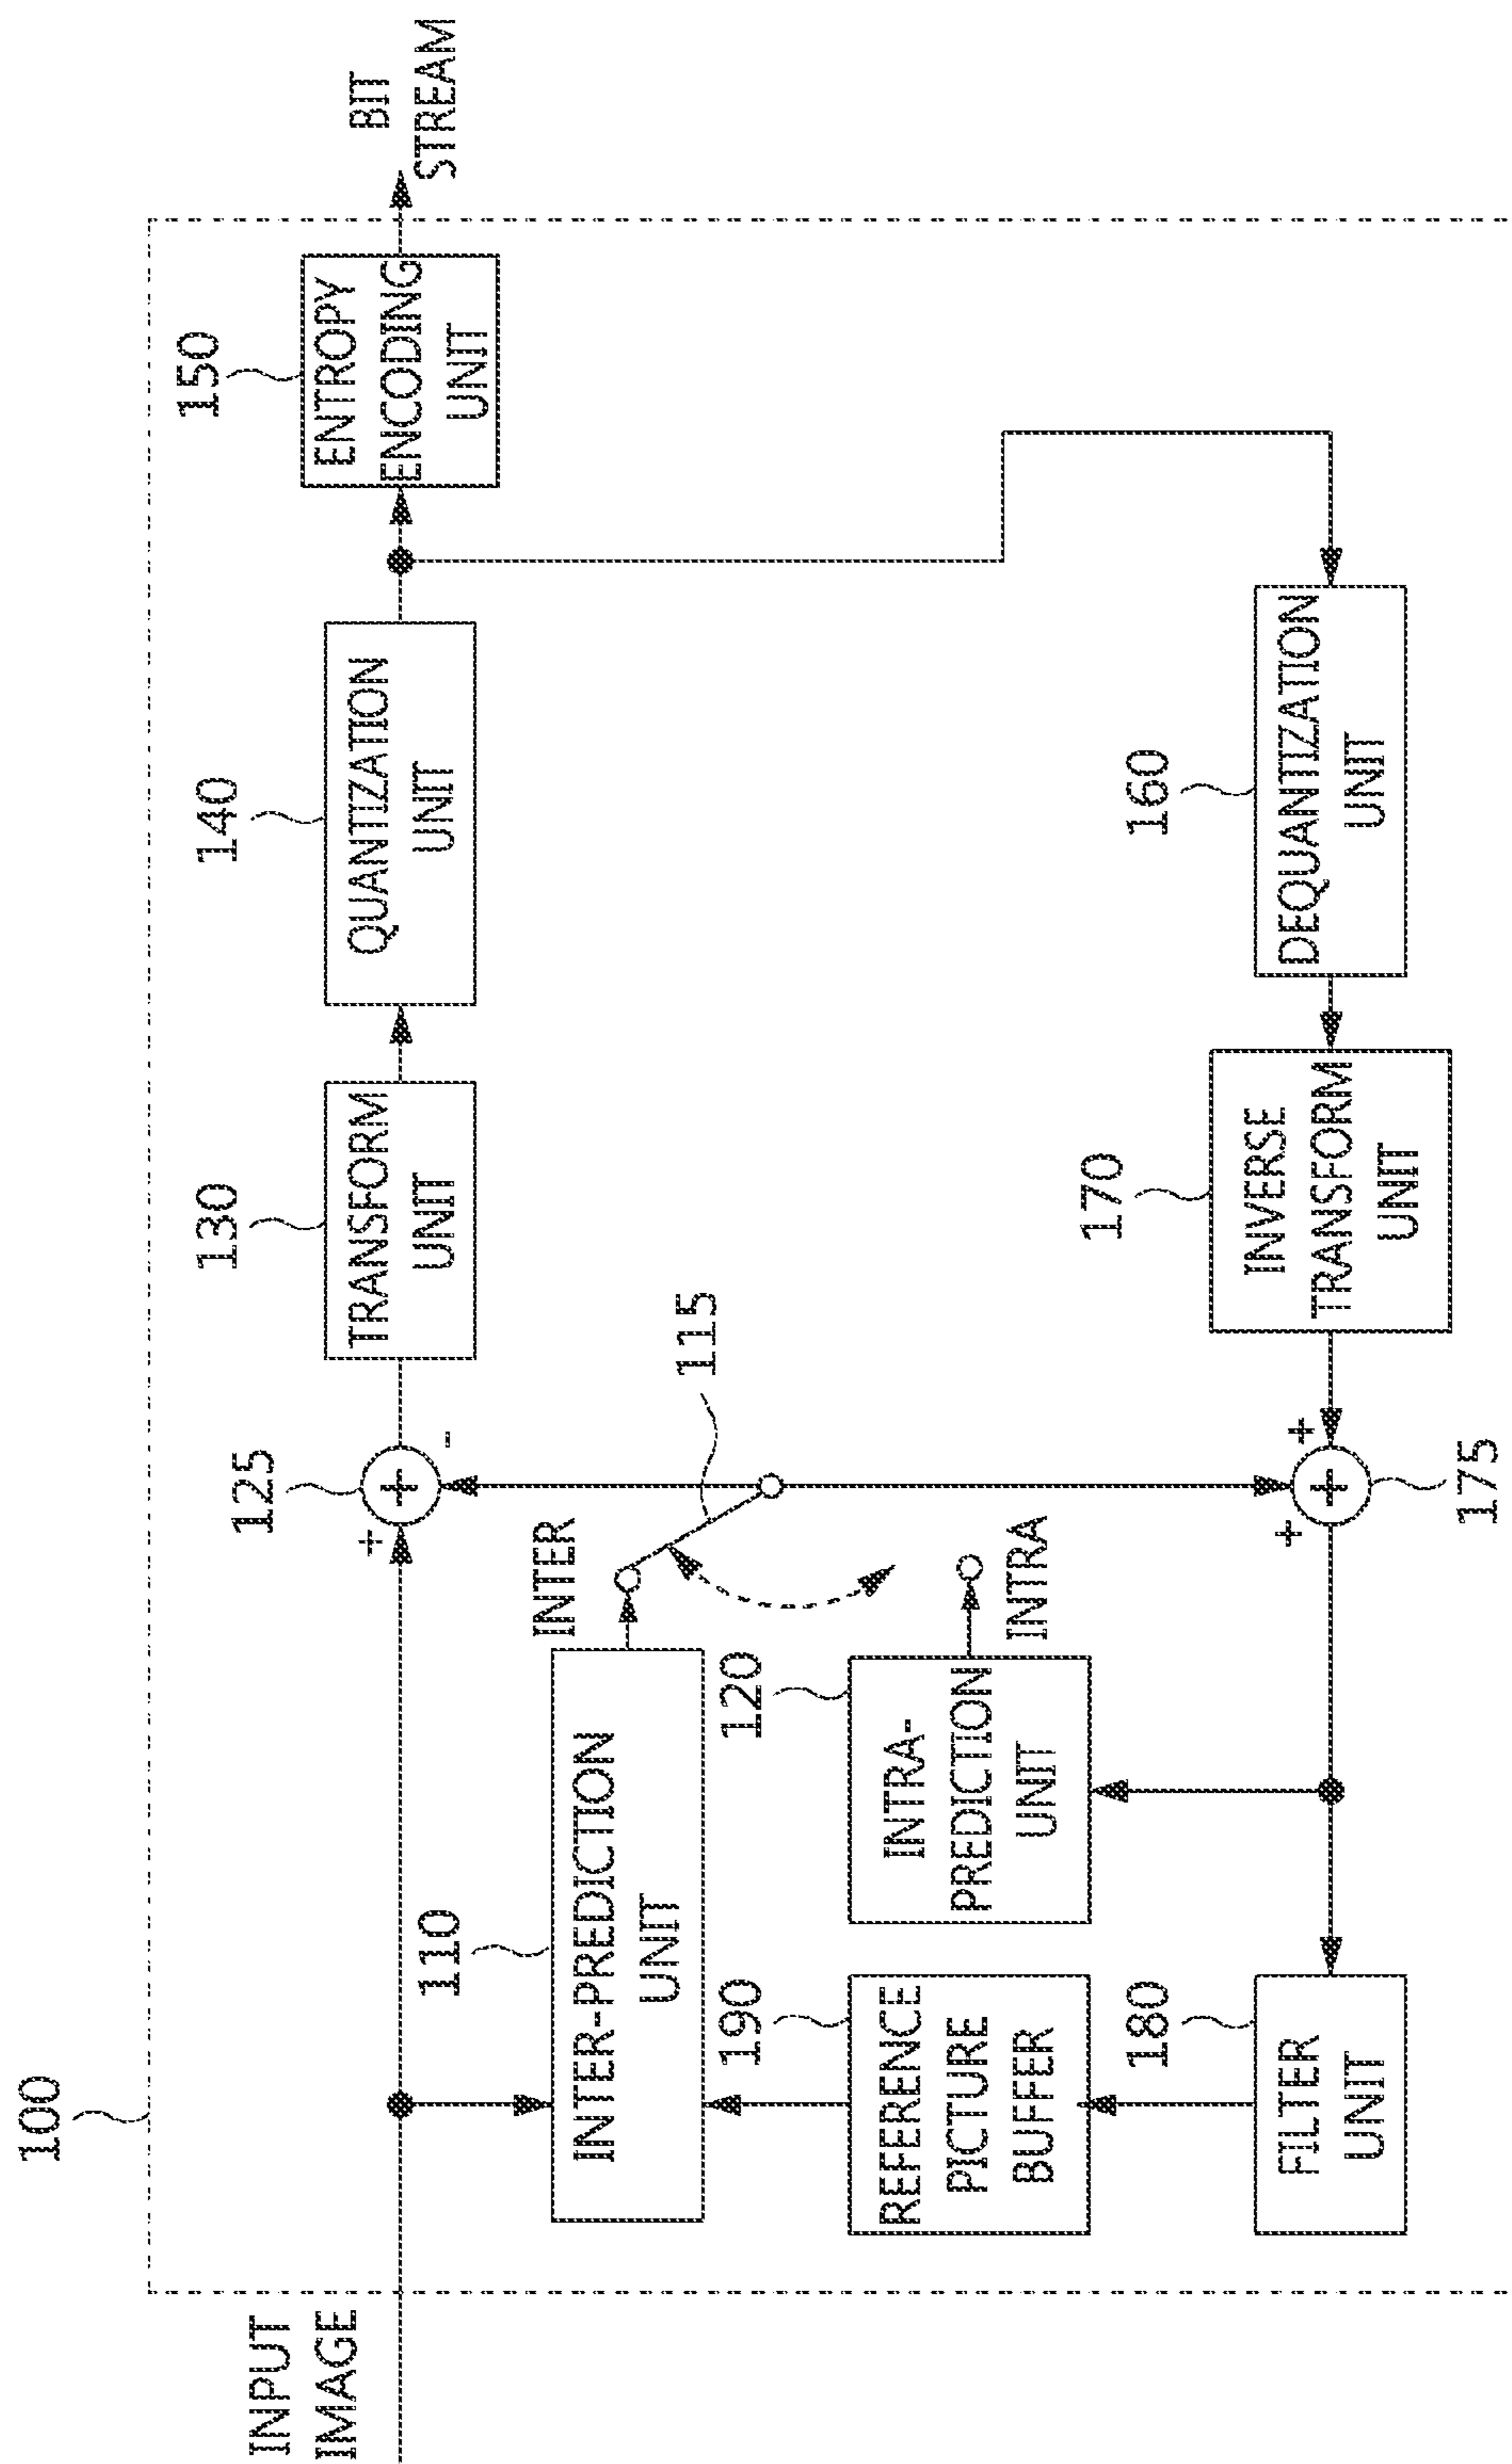 100
INPUT
IMAGE
125
+
+
-
130
TRANSFORM
UNIT
140
QUANTIZATION
UNIT
150
ENTROPY
ENCODING
UNIT
BIT
STREAM
110
INTER-PREDICTION
UNIT
INTER
115
190
REFERENCE
PICTURE
BUFFER
120
INTRA-
PREDICTION
UNIT
INTRA
180
FILTER
UNIT
+
+
+
175
170
INVERSE
TRANSFORM
UNIT
160
DEQUANTIZATION
UNIT